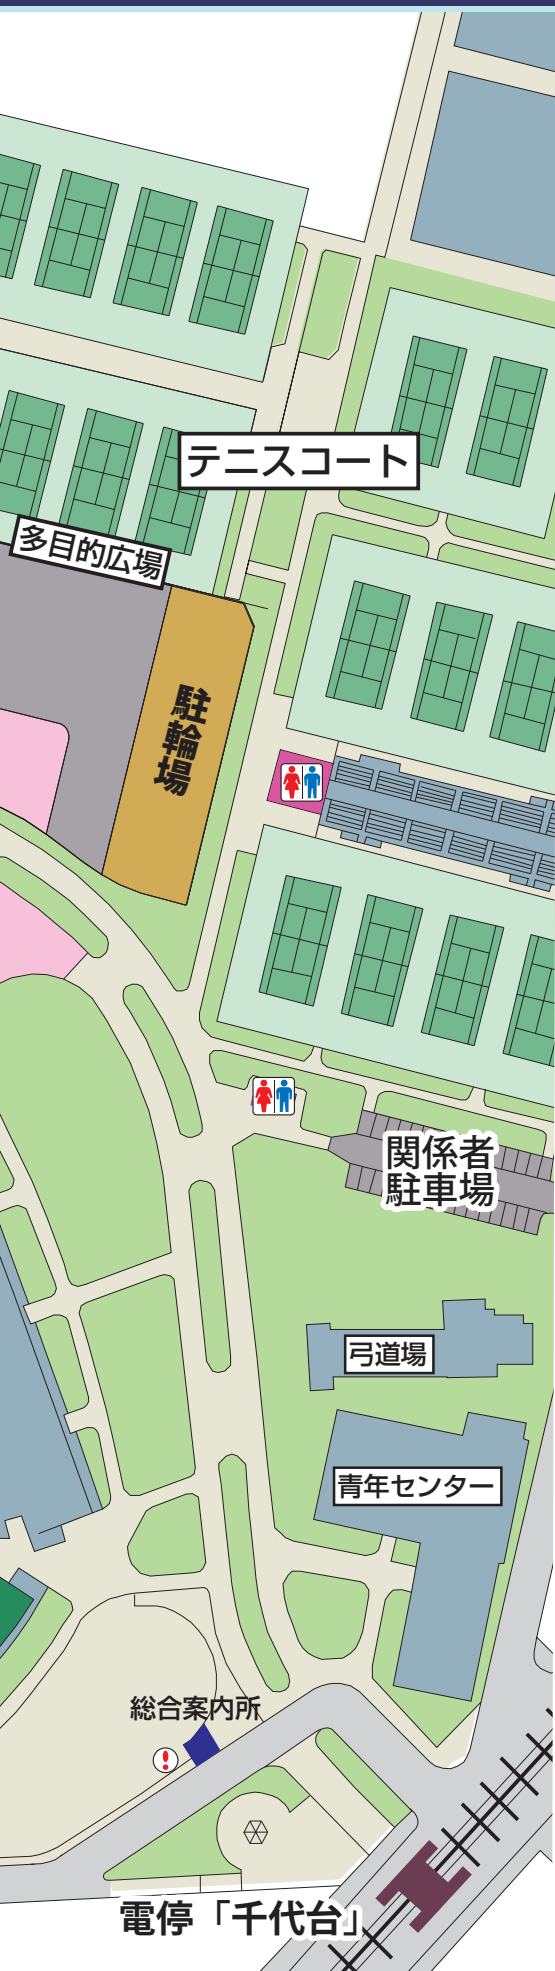 テニスコート
多目的広場
駐輪場
関係者
駐車場
弓道場
青年センター
総合案内所
電停「千代台」